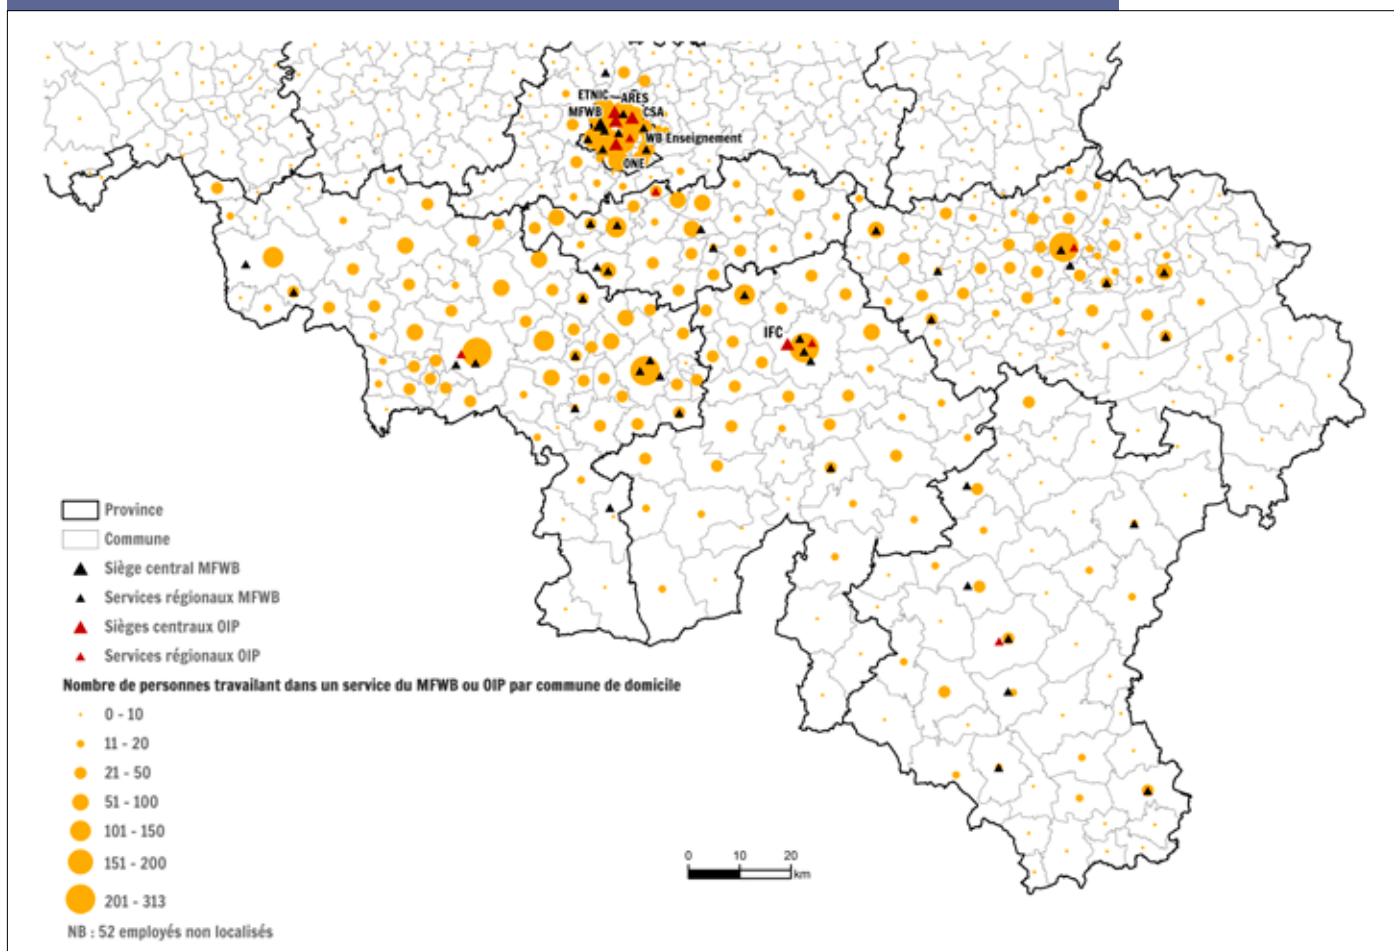 ETNIC
ARES
MFWB
CSA
WB Enseignement
ONE
IFC
Province
Commune
Siège central MFWB
Services régionaux MFWB
Sièges centraux OIP
Services régionaux OIP
Nombre de personnes travailant dans un service du MFWB ou OIP par commune de domicile
0 - 10
11 - 20
21 - 50
51 - 100
101 - 150
151 - 200
201 - 313
NB : 52 employés non localisés
0 10 20
km